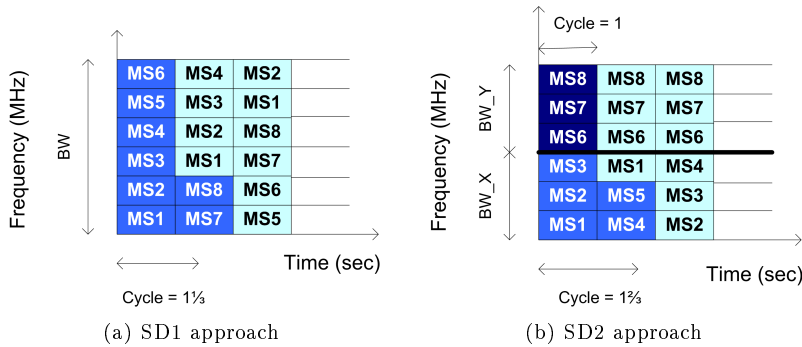 Frequency (MHz)
BW
MS6 MS4 MS2
MS5 MS3 MS1
MS4 MS2 MS8
MS3 MS1 MS7
MS2 MS8 MS6
MS1 MS7 MS5
Time (sec)
Cycle = 1⅓
(a) SD1 approach
Cycle = 1
Frequency (MHz)
BW_Y
BW_X
MS8 MS8 MS8
MS7 MS7 MS7
MS6 MS6 MS6
MS3 MS1 MS4
MS2 MS5 MS3
MS1 MS4 MS2
Time (sec)
Cycle = 1⅔
(b) SD2 approach